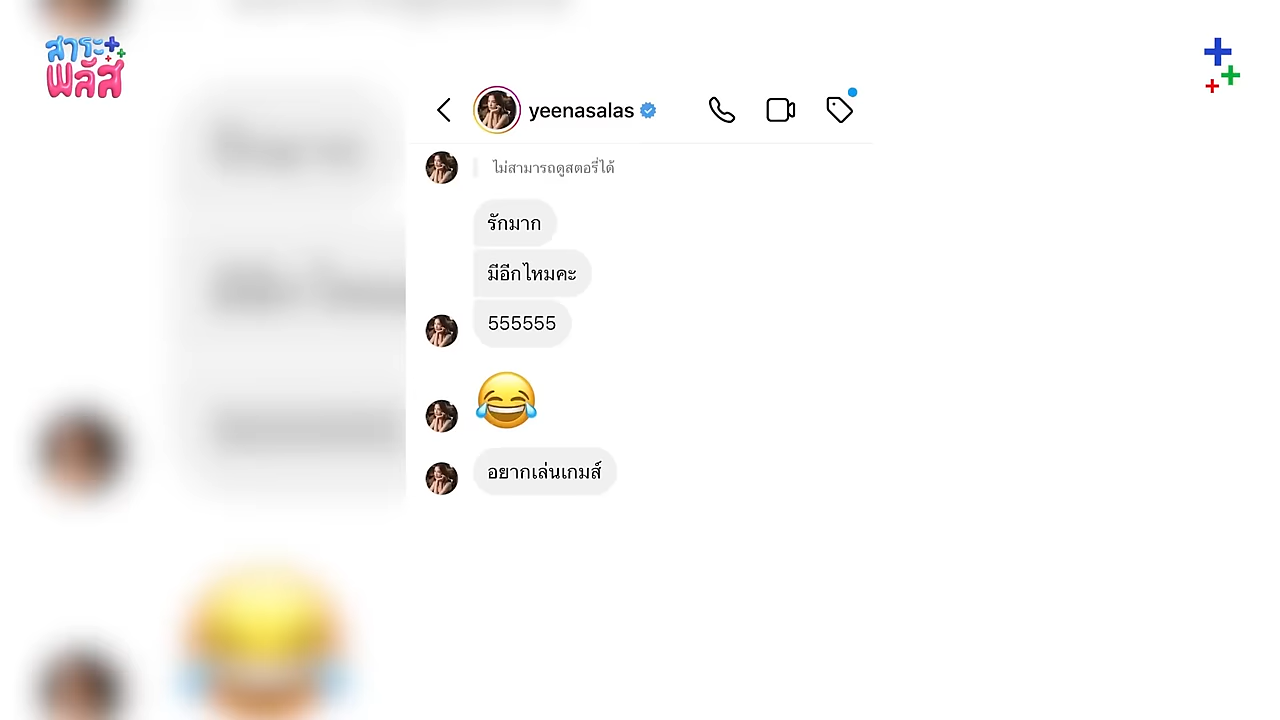 สาระ
พลัส
yeenasalas
ไม่สามารถดูสตอรี่ได้
รักมาก
มีอีกไหมคะ
555555
😂
อยากเล่นเกมส์